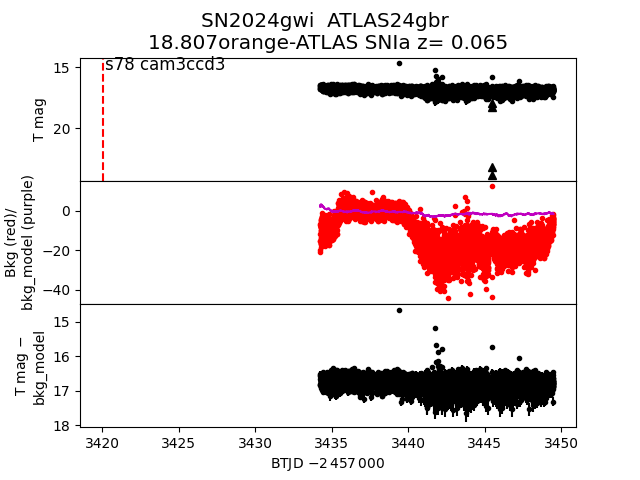 SN2024gwi  ATLAS24gbr
18.807orange-ATLAS SNIa z= 0.065
s78 cam3ccd3
15
20
T mag
0
−20
−40
Bkg (red)/
bkg_model (purple)
15
16
17
18
T mag −
bkg_model
3420 3425 3430 3435 3440 3445 3450
BTJD −2 457 000